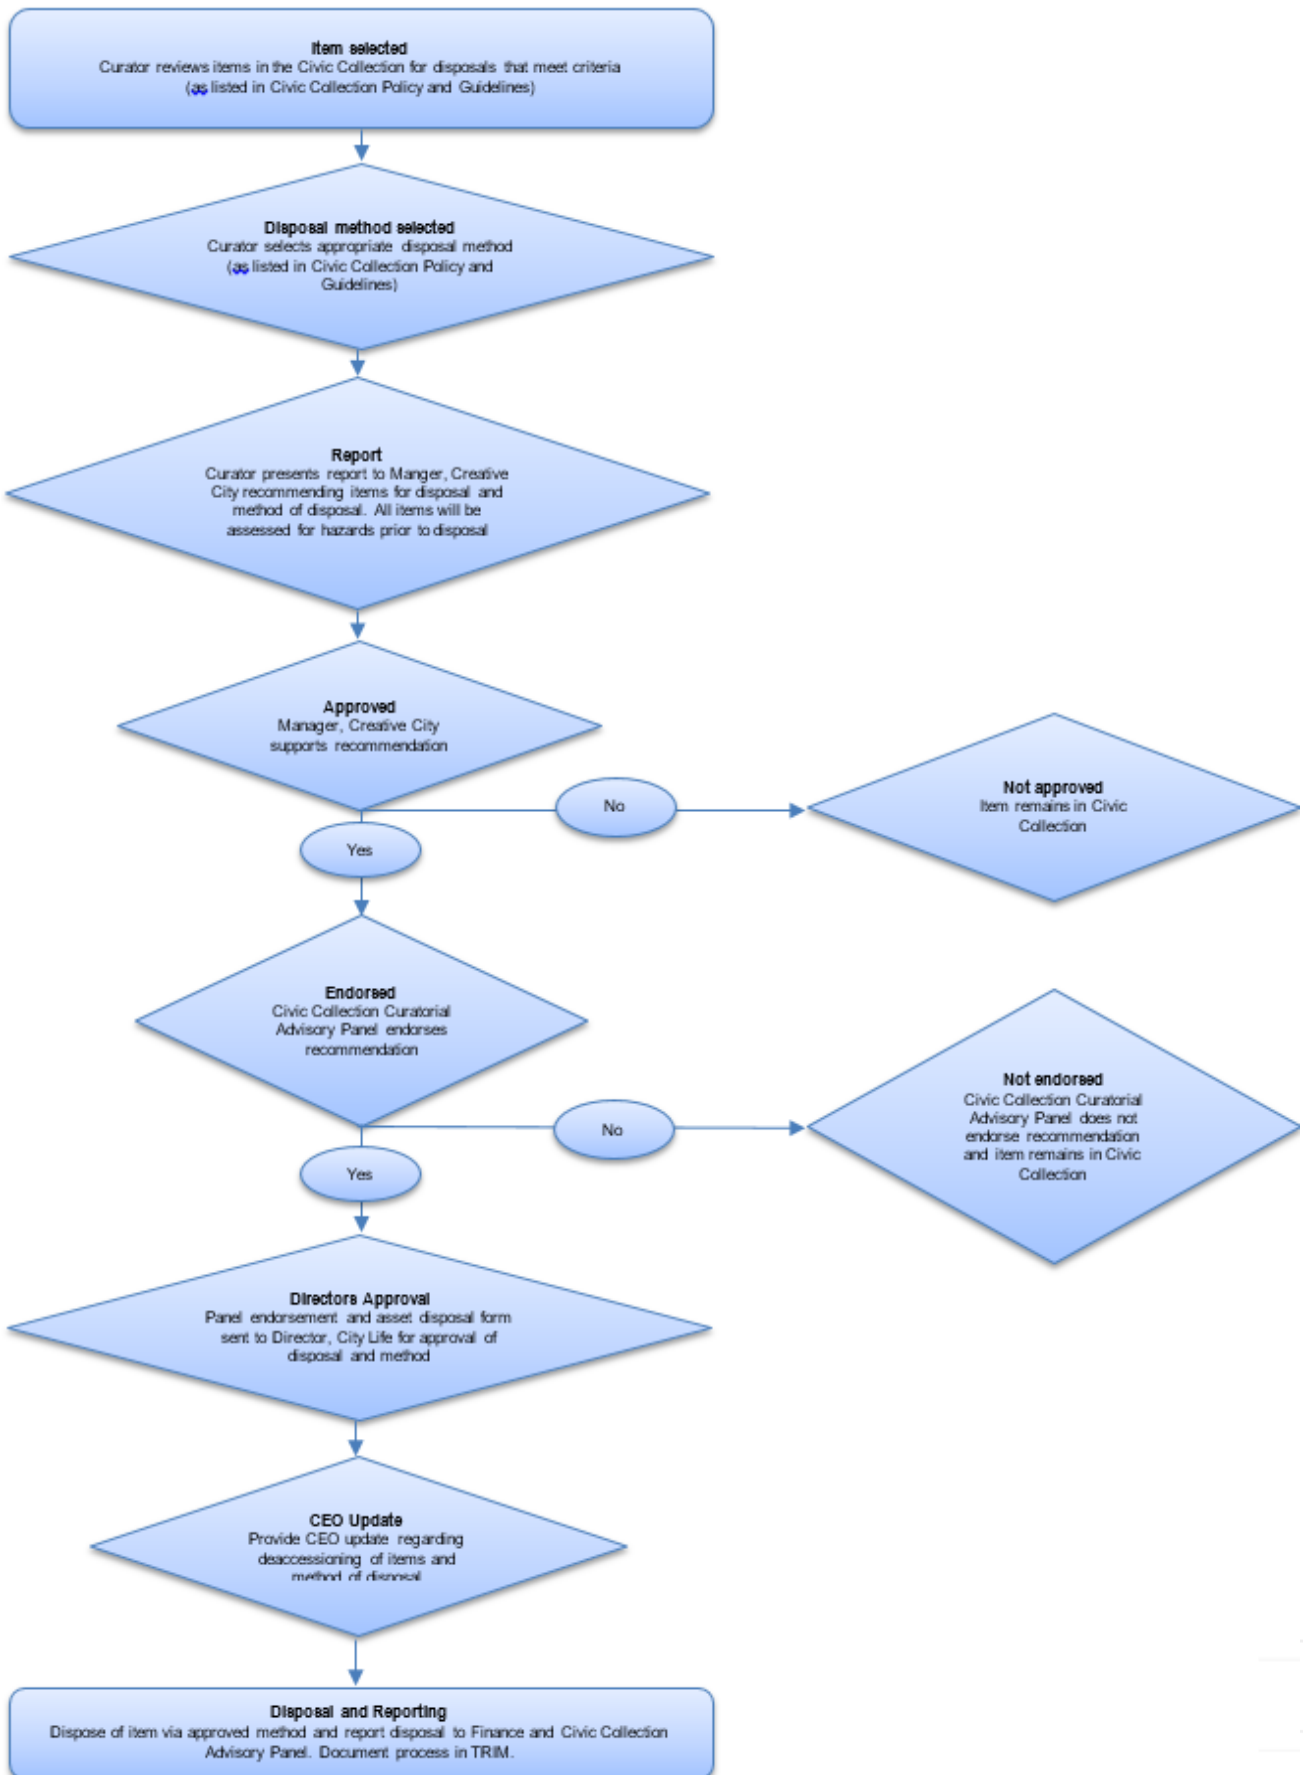 Item selected
Curator reviews items in the Civic Collection for disposals that meet criteria
(as listed in Civic Collection Policy and Guidelines)
Disposal method selected
Curator selects appropriate disposal method
(as listed in Civic Collection Policy and
Guidelines)
Report
Curator presents report to Manger, Creative
City recommending items for disposal and
method of disposal. All items will be
assessed for hazards prior to disposal
Approved
Manager, Creative City
supports recommendation
No
Not approved
Item remains in Civic
Collection
Yes
Endorsed
Civic Collection Curatorial
Advisory Panel endorses
recommendation
Not endorsed
Civic Collection Curatorial
Advisory Panel does not
endorse recommendation
and item remains in Civic
Collection
No
Yes
Directors Approval
Panel endorsement and asset disposal form
sent to Director, City Life for approval of
disposal and method
CEO Update
Provide CEO update regarding
deaccessioning of items and
method of disposal
Disposal and Reporting
Dispose of item via approved method and report disposal to Finance and Civic Collection
Advisory Panel. Document process in TRIM.